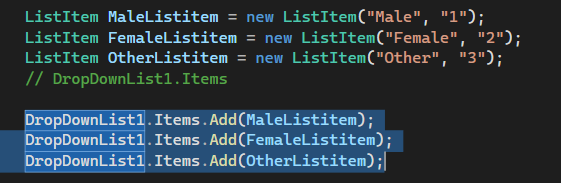 ListItem MaleListitem = new ListItem("Male", "1");
ListItem FemaleListitem = new ListItem("Female", "2");
ListItem OtherListitem = new ListItem("Other", "3");
// DropDownList1.Items
DropDownList1.Items.Add(MaleListitem);
DropDownList1.Items.Add(FemaleListitem);
DropDownList1.Items.Add(OtherListitem);